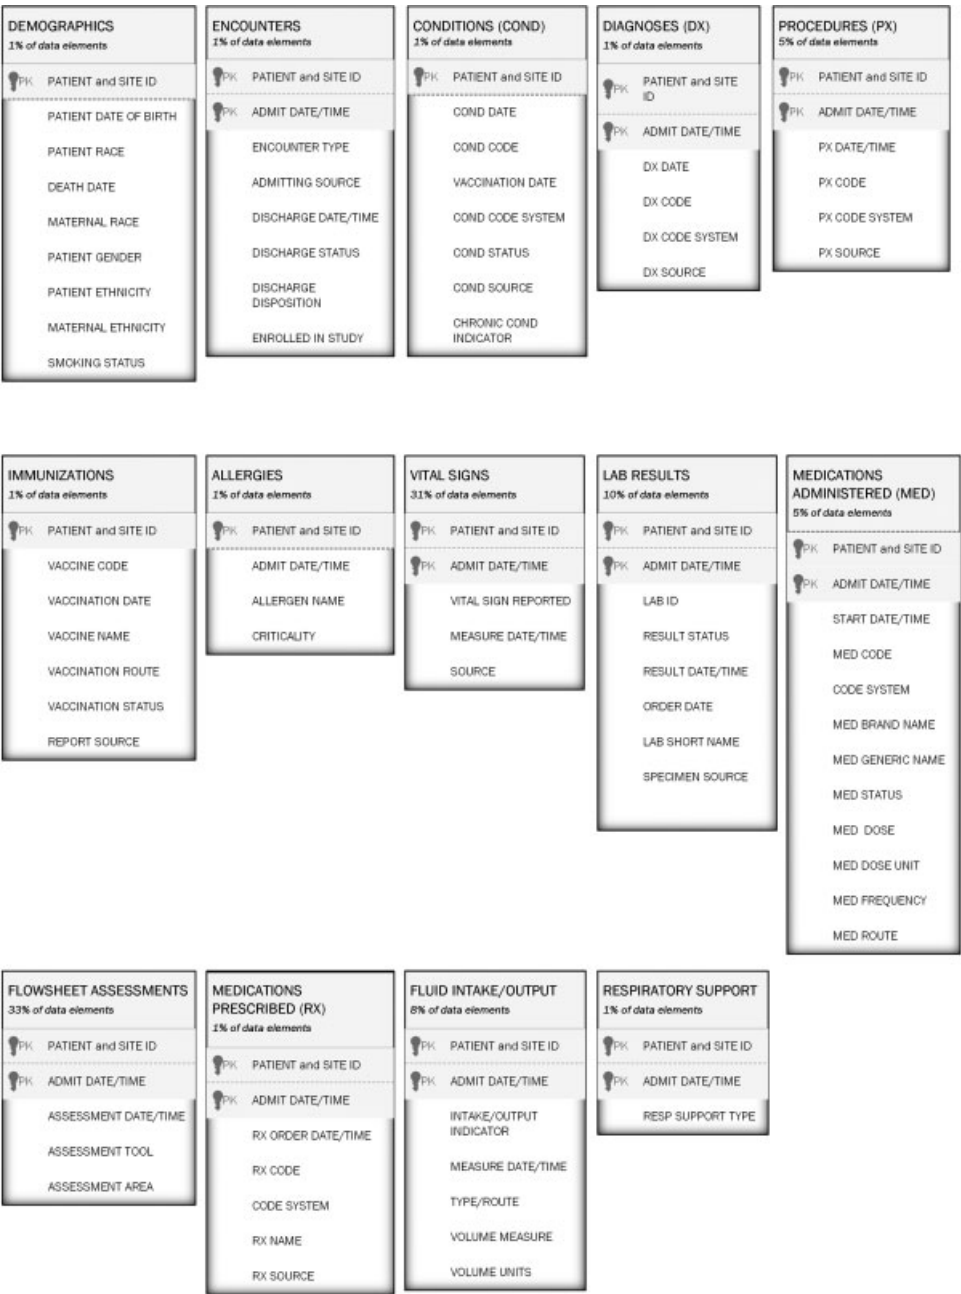 DEMOGRAPHICS
1% of data elements
PK PATIENT and SITE ID
PATIENT DATE OF BIRTH
PATIENT RACE
DEATH DATE
MATERNAL RACE
PATIENT GENDER
PATIENT ETHNICITY
MATERNAL ETHNICITY
SMOKING STATUS
ENCOUNTERS
1% of data elements
PK PATIENT and SITE ID
PK ADMIT DATE/TIME
ENCOUNTER TYPE
ADMITTING SOURCE
DISCHARGE DATE/TIME
DISCHARGE STATUS
DISCHARGE
DISPOSITION
ENROLLED IN STUDY
CONDITIONS (COND)
1% of data elements
PK PATIENT and SITE ID
COND DATE
COND CODE
VACCINATION DATE
COND CODE SYSTEM
COND STATUS
COND SOURCE
CHRONIC COND
INDICATOR
DIAGNOSES (DX)
1% of data elements
PK PATIENT and SITE
ID
PK ADMIT DATE/TIME
DX DATE
DX CODE
DX CODE SYSTEM
DX SOURCE
PROCEDURES (PX)
5% of data elements
PK PATIENT and SITE ID
PK ADMIT DATE/TIME
PX DATE/TIME
PX CODE
PX CODE SYSTEM
PX SOURCE
IMMUNIZATIONS
1% of data elements
PK PATIENT and SITE ID
VACCINE CODE
VACCINATION DATE
VACCINE NAME
VACCINATION ROUTE
VACCINATION STATUS
REPORT SOURCE
ALLERGIES
1% of data elements
PK PATIENT and SITE ID
ADMIT DATE/TIME
ALLERGEN NAME
CRITICALITY
VITAL SIGNS
31% of data elements
PK PATIENT and SITE ID
PK ADMIT DATE/TIME
VITAL SIGN REPORTED
MEASURE DATE/TIME
SOURCE
LAB RESULTS
10% of data elements
PK PATIENT and SITE ID
PK ADMIT DATE/TIME
LAB ID
RESULT STATUS
RESULT DATE/TIME
ORDER DATE
LAB SHORT NAME
SPECIMEN SOURCE
MEDICATIONS
ADMINISTERED (MED)
5% of data elements
PK PATIENT and SITE ID
PK ADMIT DATE/TIME
START DATE/TIME
MED CODE
CODE SYSTEM
MED BRAND NAME
MED GENERIC NAME
MED STATUS
MED DOSE
MED DOSE UNIT
MED FREQUENCY
MED ROUTE
FLOWSHEET ASSESSMENTS
33% of data elements
PK PATIENT and SITE ID
PK ADMIT DATE/TIME
ASSESSMENT DATE/TIME
ASSESSMENT TOOL
ASSESSMENT AREA
MEDICATIONS
PRESCRIBED (RX)
1% of data elements
PK PATIENT and SITE ID
PK ADMIT DATE/TIME
RX ORDER DATE/TIME
RX CODE
CODE SYSTEM
RX NAME
RX SOURCE
FLUID INTAKE/OUTPUT
8% of data elements
PK PATIENT and SITE ID
PK ADMIT DATE/TIME
INTAKE/OUTPUT
INDICATOR
MEASURE DATE/TIME
TYPE/ROUTE
VOLUME MEASURE
VOLUME UNITS
RESPIRATORY SUPPORT
1% of data elements
PK PATIENT and SITE ID
PK ADMIT DATE/TIME
RESP SUPPORT TYPE